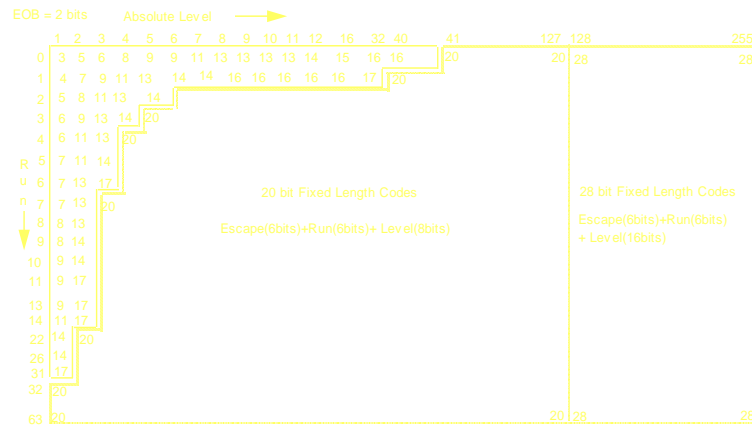 EOB = 2 bits Absolute Level
1 2 3 4 5 6 7 8 9 10 11 12 16 32 40 41 127 128 255
0 3 5 6 8 9 9 11 13 13 13 13 14 15 16 16 20 20 28 28
1 4 7 9 11 13 14 14 16 16 16 16 16 17 20
2 5 8 11 13 14
3 6 9 13 14 20
4 6 11 13 20
R 5 7 11 14
u 6 7 13 17 20 bit Fixed Length Codes 28 bit Fixed Length Codes
n 7 7 13 20
8 8 13 Escape(6bits)+Run(6bits)+ Level(8bits) Escape(6bits)+Run(6bits)
9 8 14 + Level(16bits)
10 9 14
11 9 17
13 9 17
14 11 17
22 14 20
26 14
31 17
32 20
63 20 20 28 28